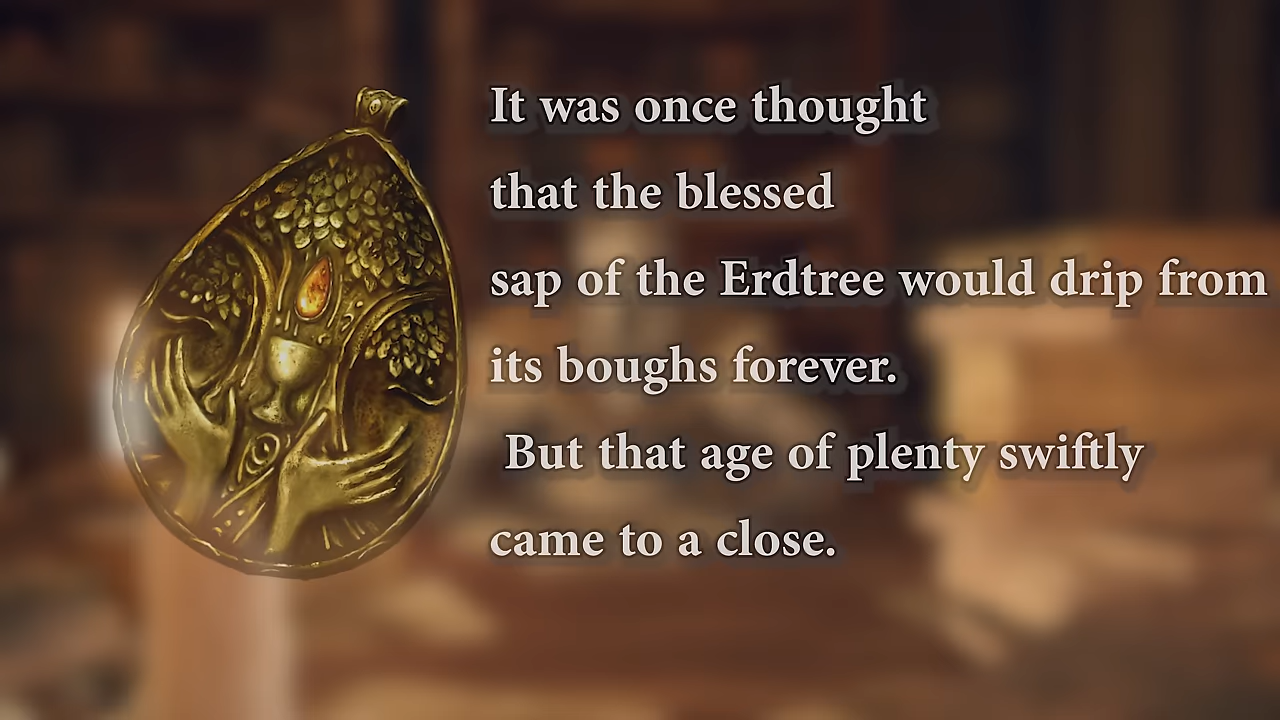 It was once thought
that the blessed
sap of the Erdtree would drip from
its boughs forever.
But that age of plenty swiftly
came to a close.